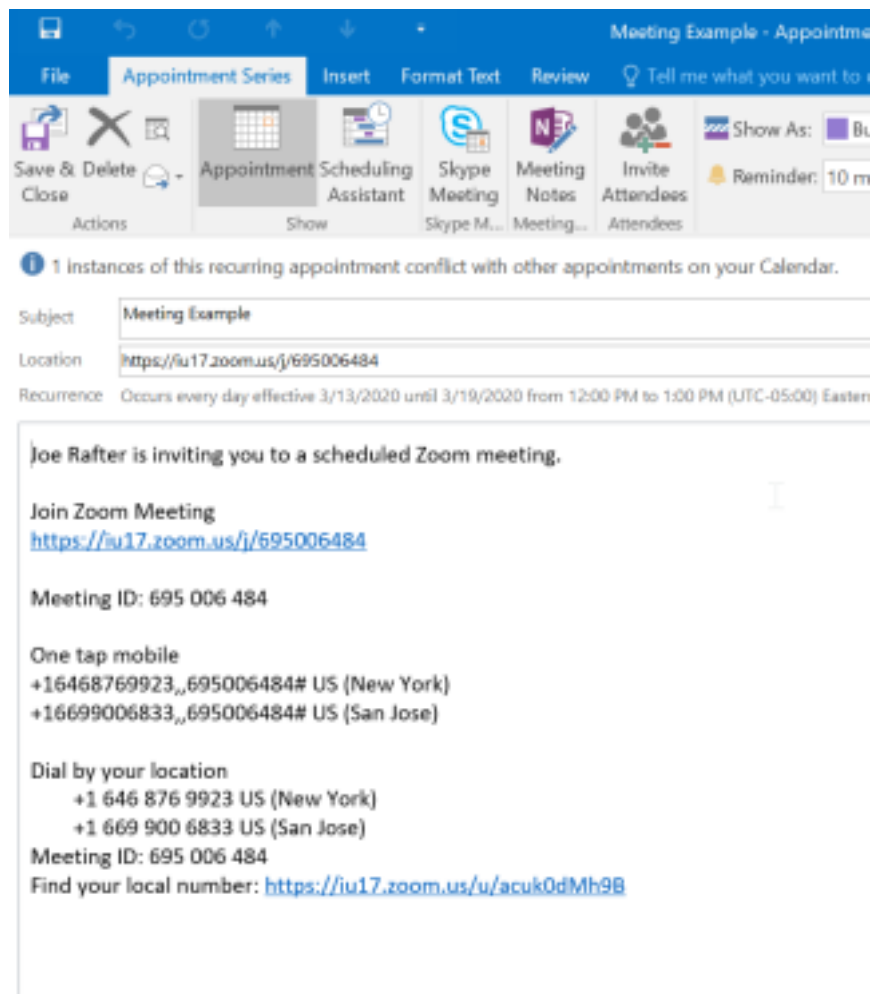 Meeting Example - Appointme
File Appointment Series Insert Format Text Review Tell me what you want to
Save & Close Delete Appointment Scheduling Assistant Skype Meeting Meeting Notes Invite Attendees Show As: Bu
Reminder: 10 m
Actions Show Skype M... Meeting... Attendees
1 instances of this recurring appointment conflict with other appointments on your Calendar.
Subject Meeting Example
Location https://iu17.zoom.us/j/695006484
Recurrence Occurs every day effective 3/13/2020 until 3/19/2020 from 12:00 PM to 1:00 PM (UTC-05:00) Eastern
Joe Rafter is inviting you to a scheduled Zoom meeting.
Join Zoom Meeting
https://iu17.zoom.us/j/695006484
Meeting ID: 695 006 484
One tap mobile
+16468769923,,695006484# US (New York)
+16699006833,,695006484# US (San Jose)
Dial by your location
+1 646 876 9923 US (New York)
+1 669 900 6833 US (San Jose)
Meeting ID: 695 006 484
Find your local number: https://iu17.zoom.us/u/acuk0dMh9B